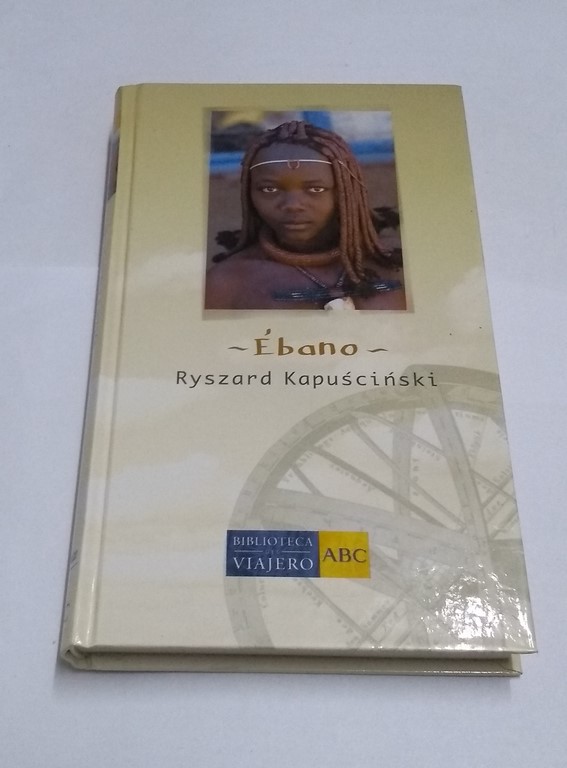 ~ Ébano ~
Ryszard Kapuściński
BIBLIOTECA
VIAJERO
ABC